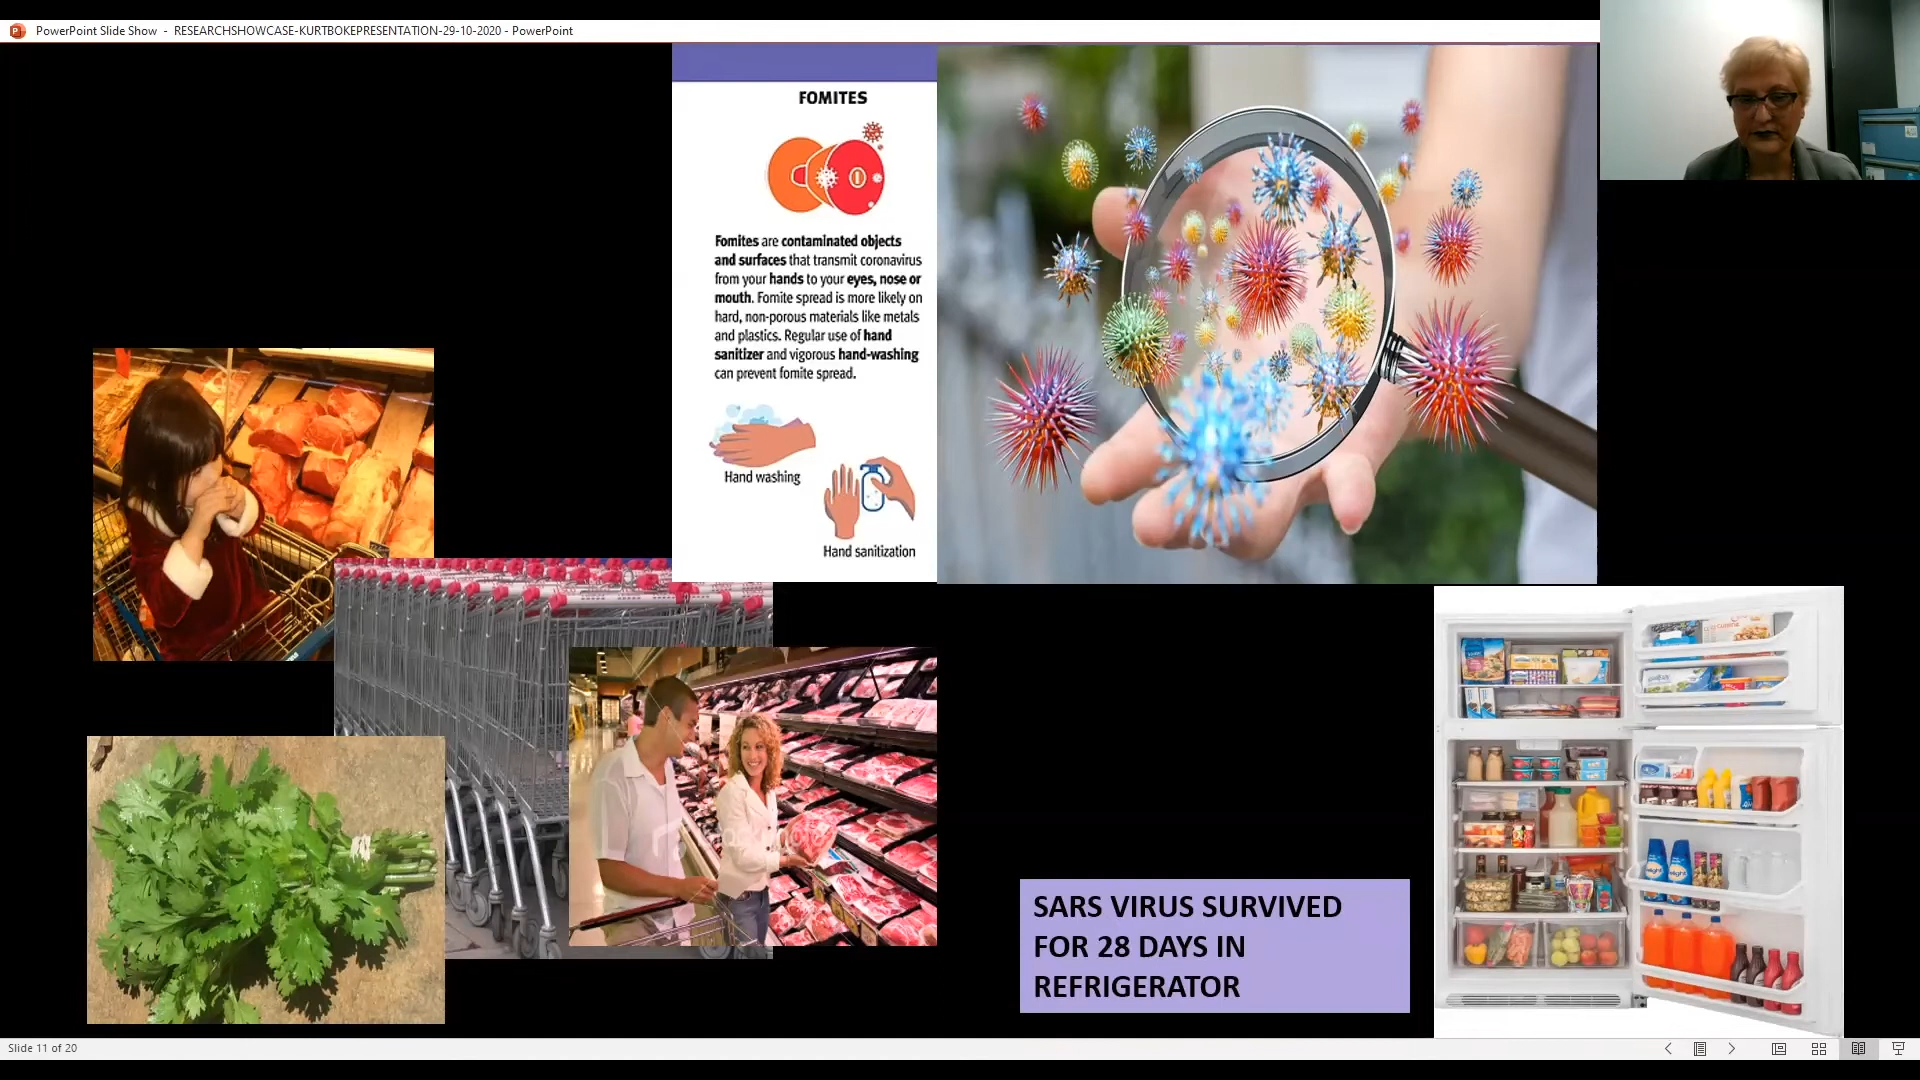 PowerPoint Slide Show - RESEARCHSHOWCASE-KURTBOKEPRESENTATION-29-10-2020 - PowerPoint
FOMITES
Fomites are contaminated objects
and surfaces that transmit coronavirus
from your hands to your eyes, nose or
mouth. Fomite spread is more likely on
hard, non-porous materials like metals
and plastics. Regular use of hand
sanitizer and vigorous hand-washing
can prevent fomite spread.
Hand washing
Hand sanitization
SARS VIRUS SURVIVED
FOR 28 DAYS IN
REFRIGERATOR
Slide 11 of 20